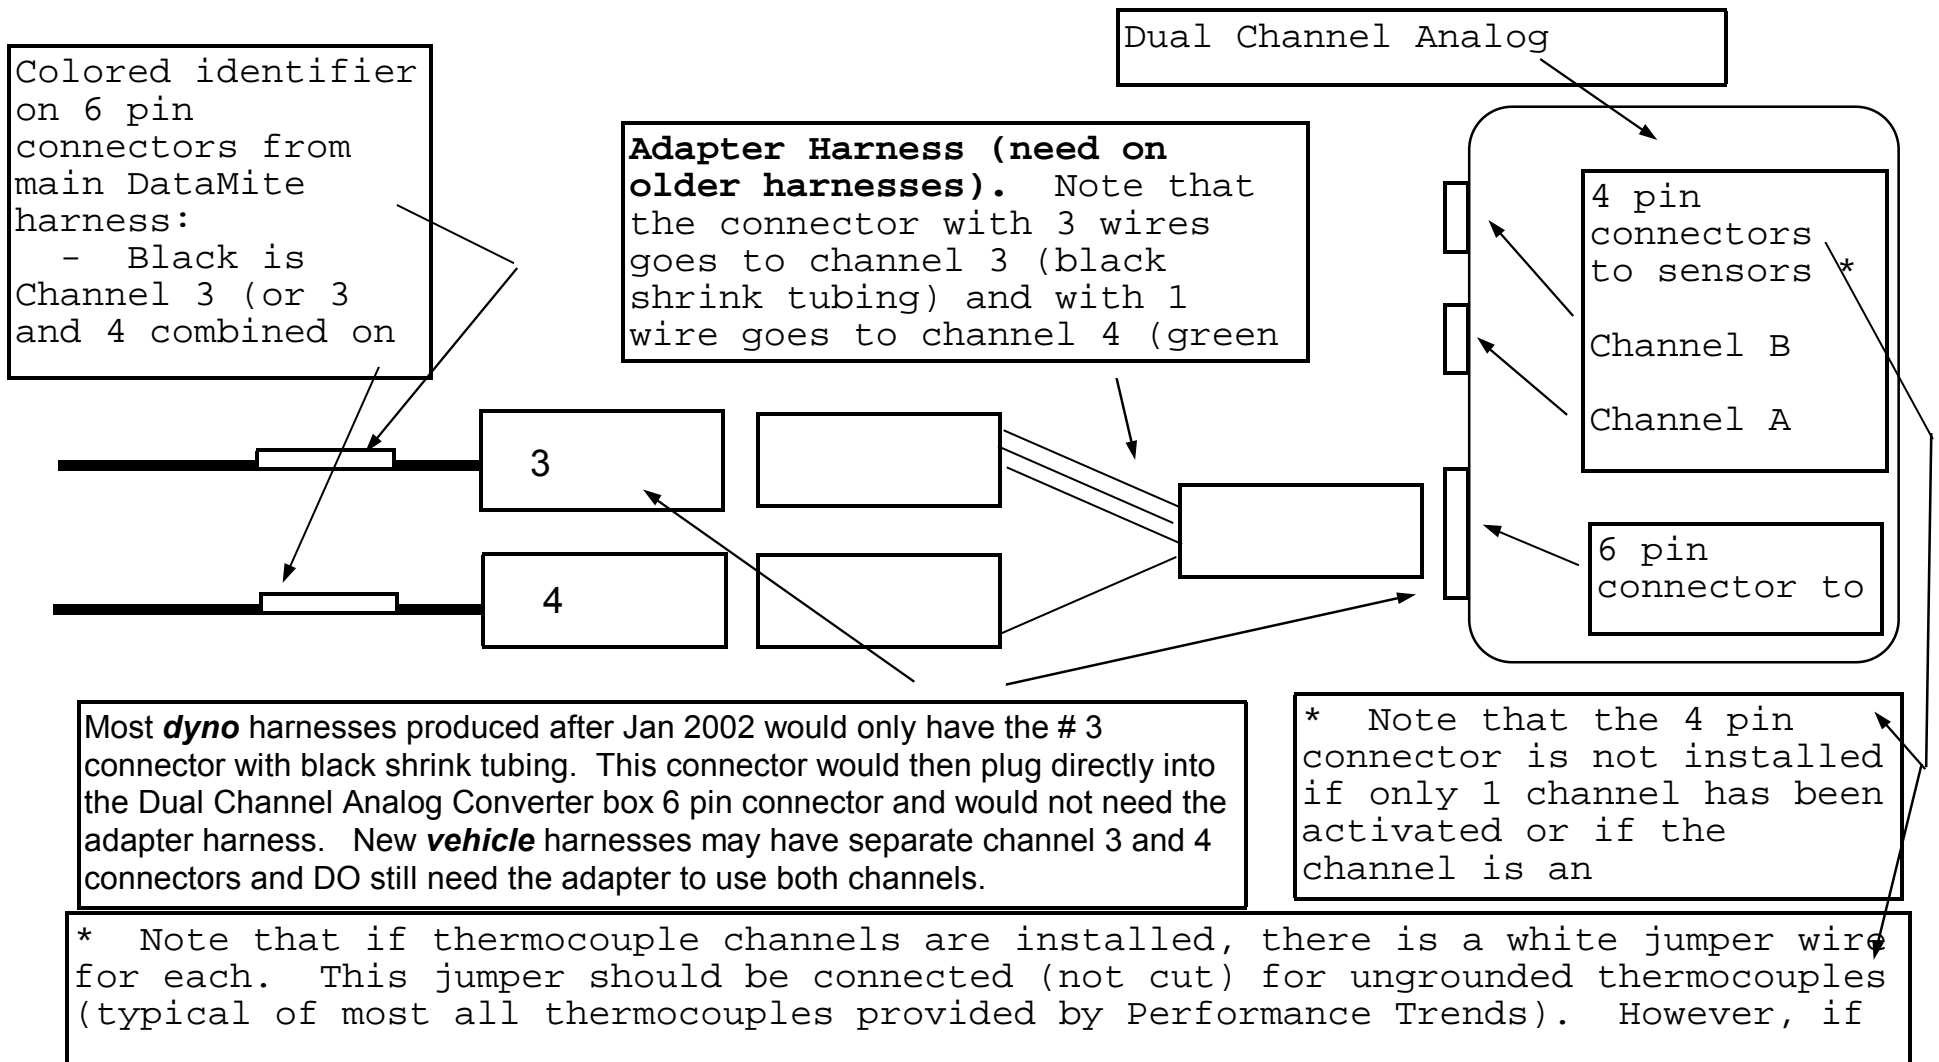 Dual Channel Analog
Colored identifier
on 6 pin
connectors from
main DataMite
harness:
- Black is
Channel 3 (or 3
and 4 combined on
Adapter Harness (need on
older harnesses). Note that
the connector with 3 wires
goes to channel 3 (black
shrink tubing) and with 1
wire goes to channel 4 (green
4 pin
connectors
to sensors *
Channel B
Channel A
3
4
6 pin
connector to
Most dyno harnesses produced after Jan 2002 would only have the # 3
connector with black shrink tubing. This connector would then plug directly into
the Dual Channel Analog Converter box 6 pin connector and would not need the
adapter harness. New vehicle harnesses may have separate channel 3 and 4
connectors and DO still need the adapter to use both channels.
* Note that the 4 pin
connector is not installed
if only 1 channel has been
activated or if the
channel is an
* Note that if thermocouple channels are installed, there is a white jumper wire
for each. This jumper should be connected (not cut) for ungrounded thermocouples
(typical of most all thermocouples provided by Performance Trends). However, if